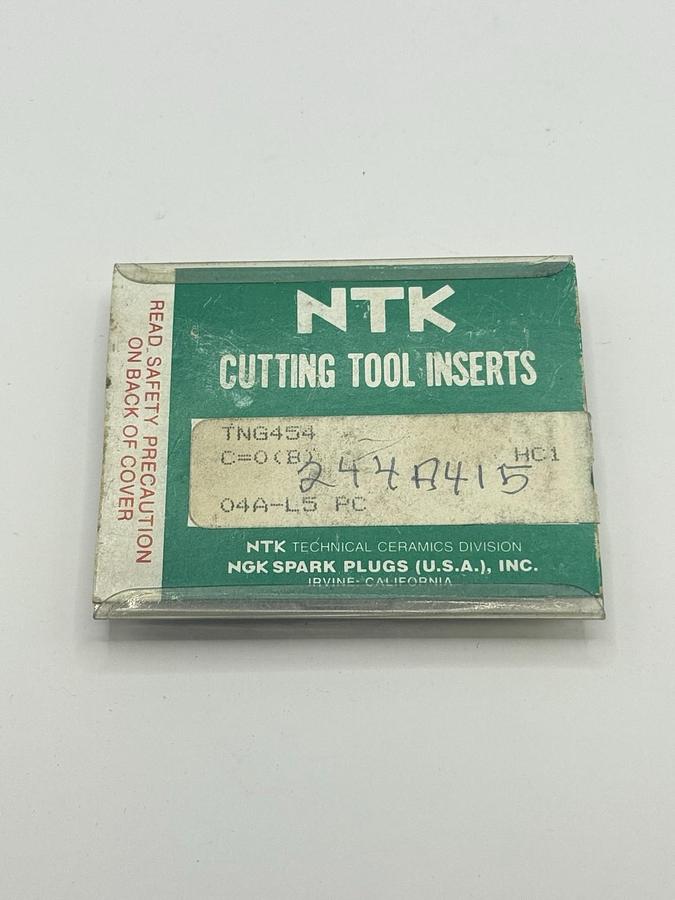 READ SAFETY PRECAUTION
ON BACK OF COVER
NTK
CUTTING TOOL INSERTS
TNG454
C=0(B) HC1
244A415
04A-L5 PC
NTK TECHNICAL CERAMICS DIVISION
NGK SPARK PLUGS (U.S.A.), INC.
IRVINE, CALIFORNIA